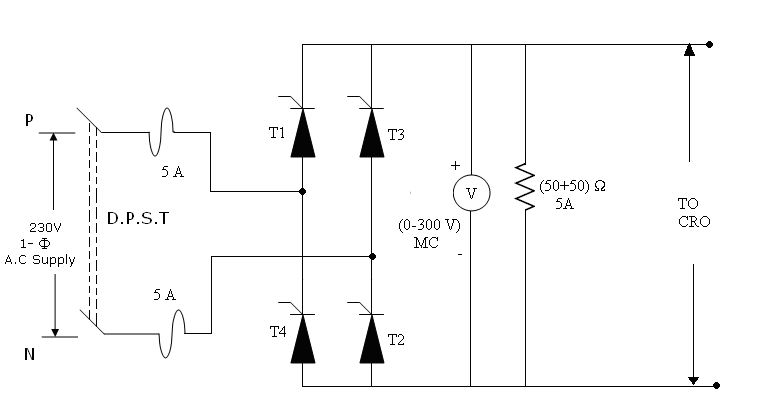 P
5 A
D.P.S.T
230V
1- Φ
A.C Supply
5 A
N
T1
T3
T4
T2
+
V
(0-300 V)
MC
-
(50+50) Ω
5A
TO
CRO